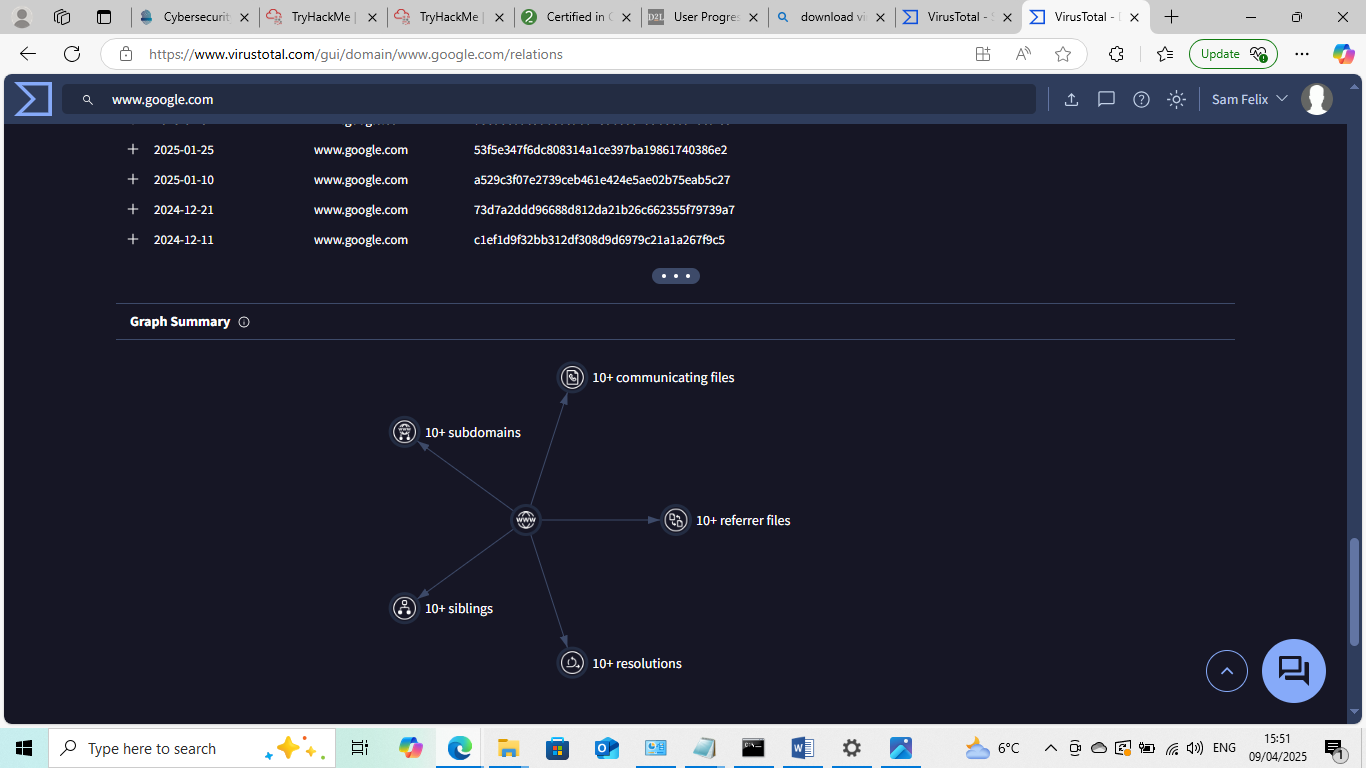 Cybersecurit
TryHackMe |
TryHackMe |
Certified in C
D2L
User Progres
download vi
VirusTotal -
VirusTotal -
https://www.virustotal.com/gui/domain/www.google.com/relations
Update
www.google.com
Sam Felix
2025-01-25 www.google.com 53f5e347f6dc808314a1ce397ba19861740386e2
2025-01-10 www.google.com a529c3f07e2739ceb461e424e5ae02b75eab5c27
2024-12-21 www.google.com 73d7a2ddd96688d812da21b26c662355f79739a7
2024-12-11 www.google.com c1ef1d9f32bb312df308d9d6979c21a1a267f9c5
Graph Summary
10+ communicating files
10+ subdomains
www
10+ referrer files
10+ siblings
10+ resolutions
Type here to search
6°C
ENG
15:51
09/04/2025
1